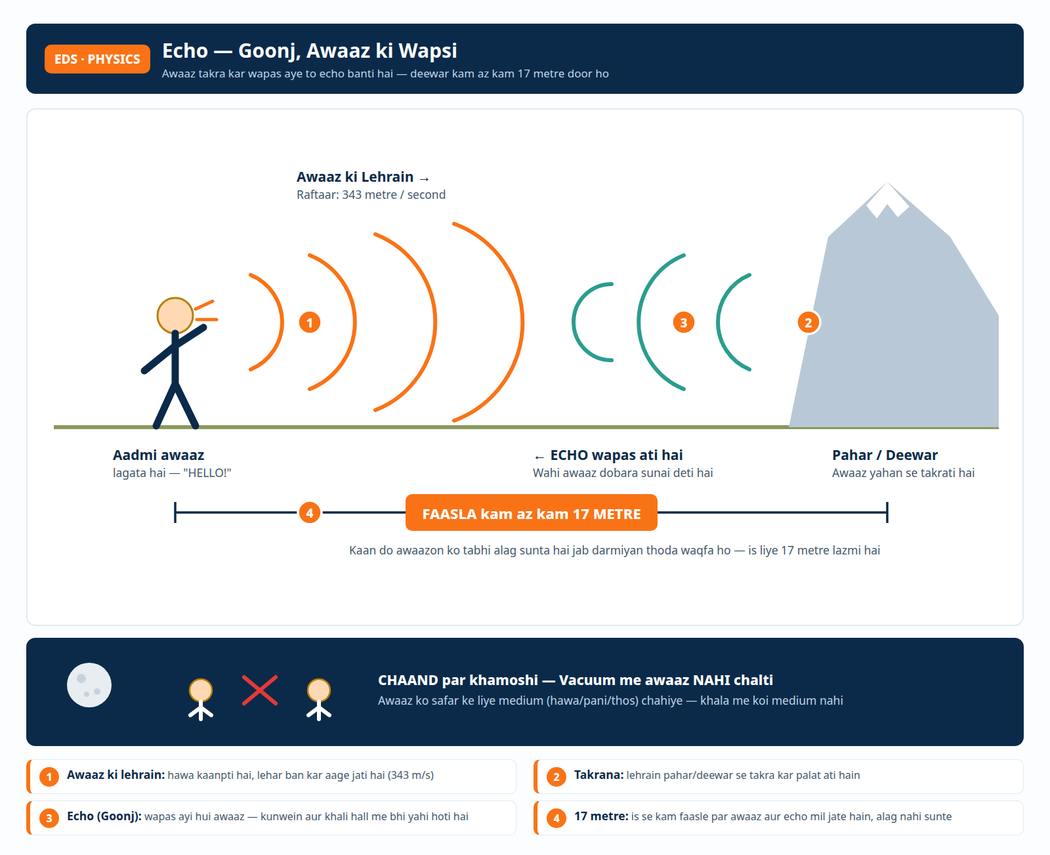 EDS · PHYSICS
Echo — Goonj, Awaaz ki Wapsi
Awaaz takra kar wapas aye to echo banti hai — deewar kam az kam 17 metre door ho
Awaaz ki Lehrain →
Raftaar: 343 metre / second
1
3
2
Aadmi awaaz
lagata hai — "HELLO!"
← ECHO wapas ati hai
Wahi awaaz dobara sunai deti hai
Pahar / Deewar
Awaaz yahan se takrati hai
4
FAASLA kam az kam 17 METRE
Kaan do awaazon ko tabhi alag sunta hai jab darmiyan thoda waqfa ho — is liye 17 metre lazmi hai
CHAAND par khamoshi — Vacuum me awaaz NAHI chalti
Awaaz ko safar ke liye medium (hawa/pani/thos) chahiye — khala me koi medium nahi
1 Awaaz ki lehrain: hawa kaanpti hai, lehar ban kar aage jati hai (343 m/s)
2 Takrana: lehrain pahar/deewar se takra kar palat ati hain
3 Echo (Goonj): wapas ayi hui awaaz — kunwein aur khali hall me bhi yahi hoti hai
4 17 metre: is se kam faasle par awaaz aur echo mil jate hain, alag nahi sunte